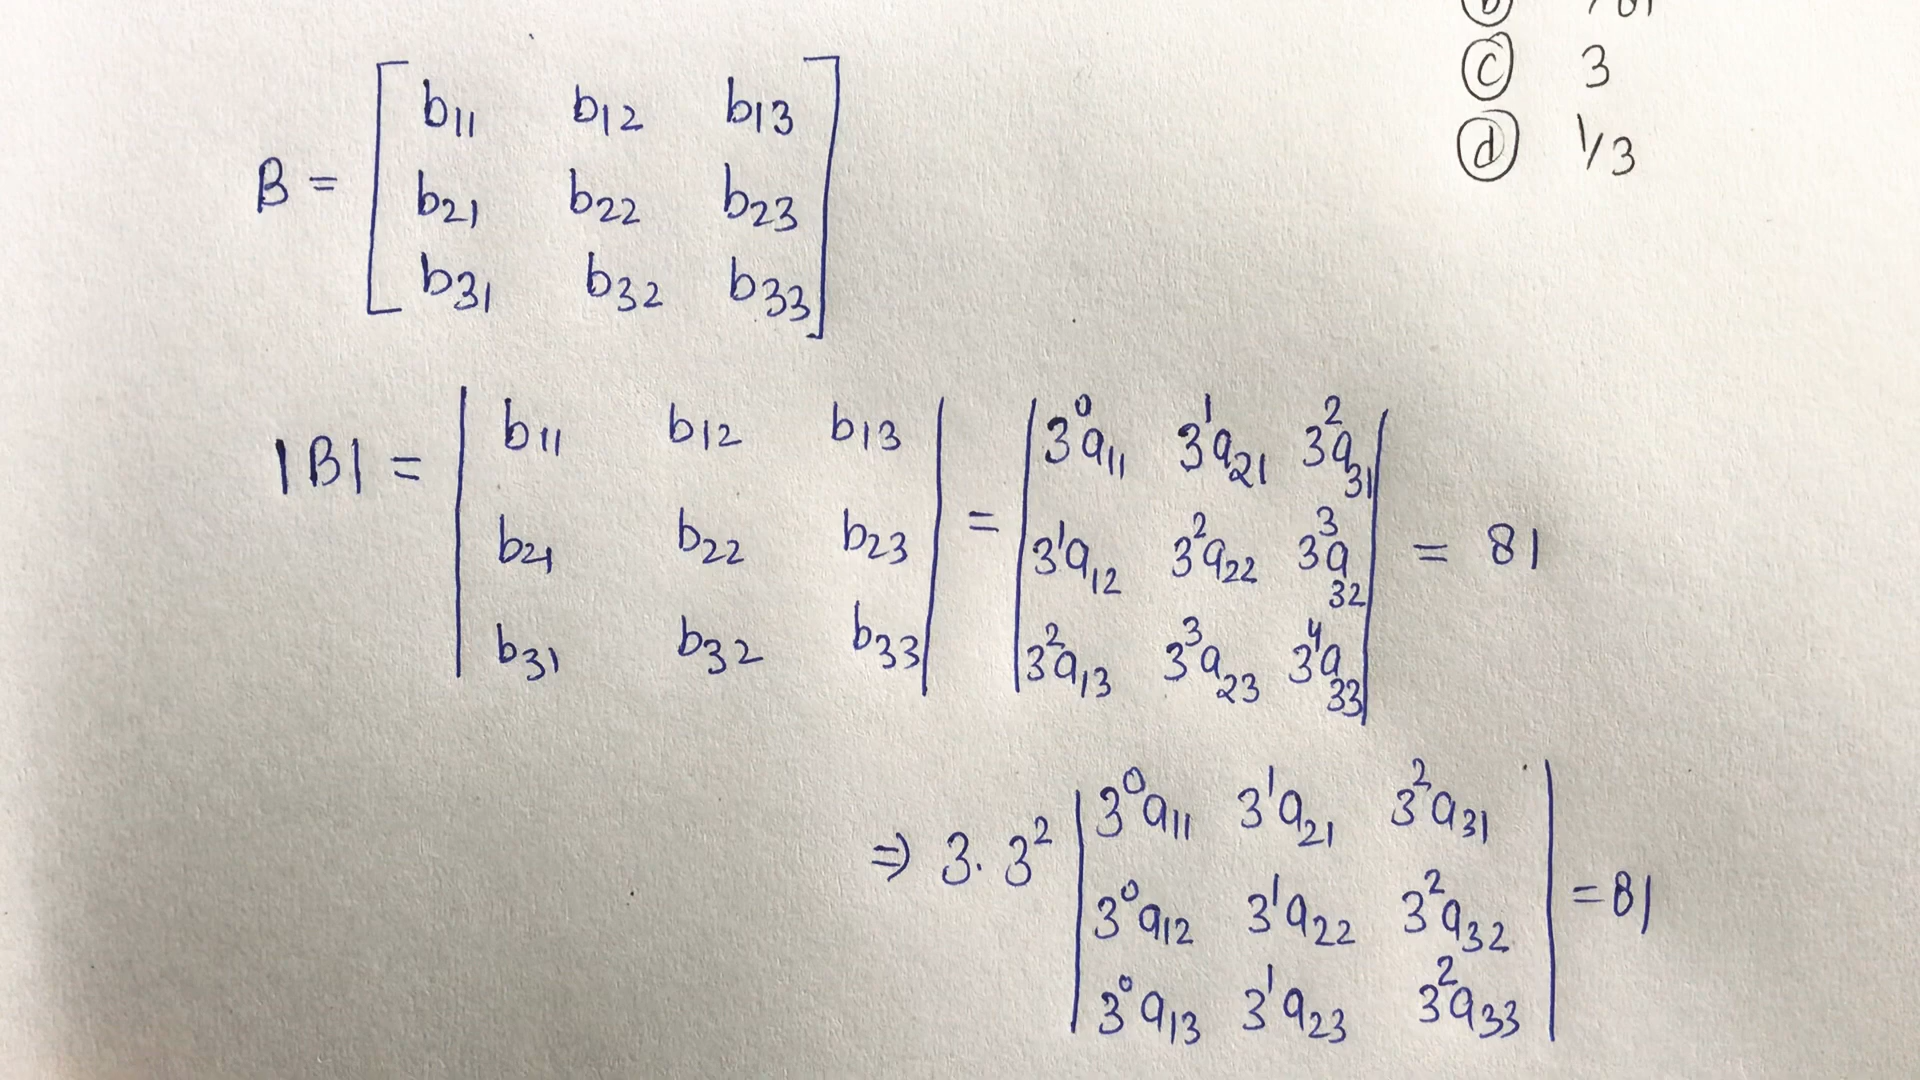 ⓒ 3
ⓓ 1/3
B = [ b11 b12 b13
b21 b22 b23
b31 b32 b33 ]
|B| = | b11 b12 b13 | = | 3⁰a11 3¹a21 3²a31 | = 81
| b21 b22 b23 | | 3¹a12 3²a22 3³a32 |
| b31 b32 b33 | | 3²a13 3³a23 3⁴a33 |
⇒ 3. 3² | 3⁰a11 3¹a21 3²a31 | = 81
| 3⁰a12 3¹a22 3²a32 |
| 3⁰a13 3¹a23 3²a33 |